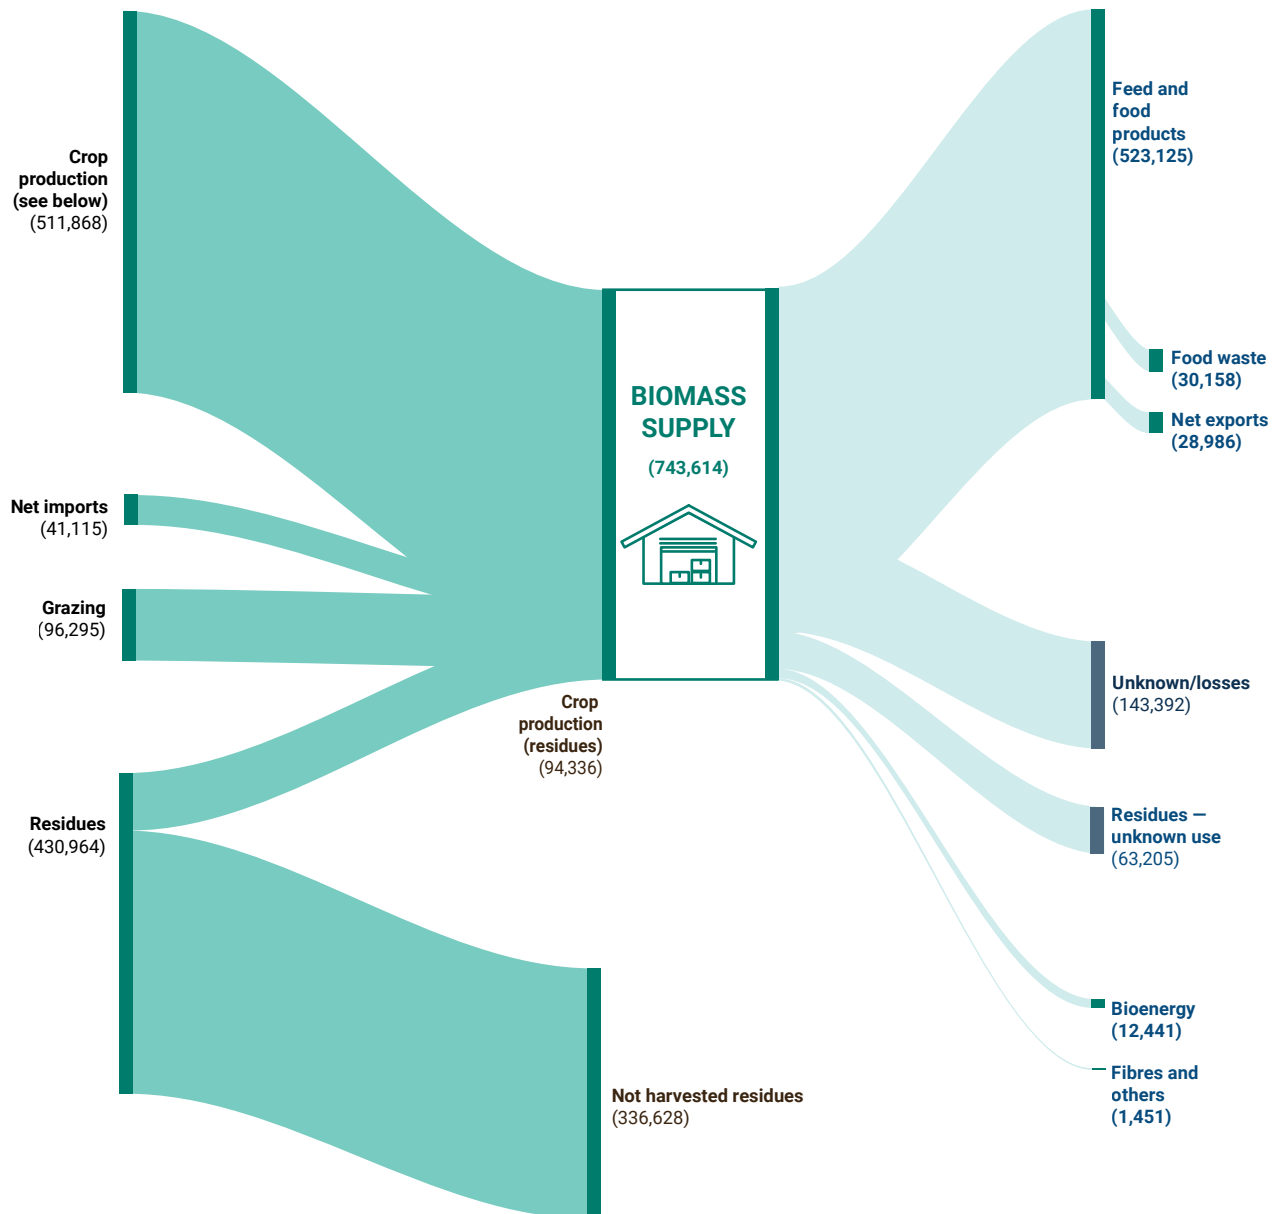 Crop
production
(see below)
(511,868)
Net imports
(41,115)
Grazing
(96,295)
Residues
(430,964)
BIOMASS
SUPPLY
(743,614)
Crop
production
(residues)
(94,336)
Not harvested residues
(336,628)
Feed and
food
products
(523,125)
Food waste
(30,158)
Net exports
(28,986)
Unknown/losses
(143,392)
Residues —
unknown use
(63,205)
Bioenergy
(12,441)
Fibres and
others
(1,451)